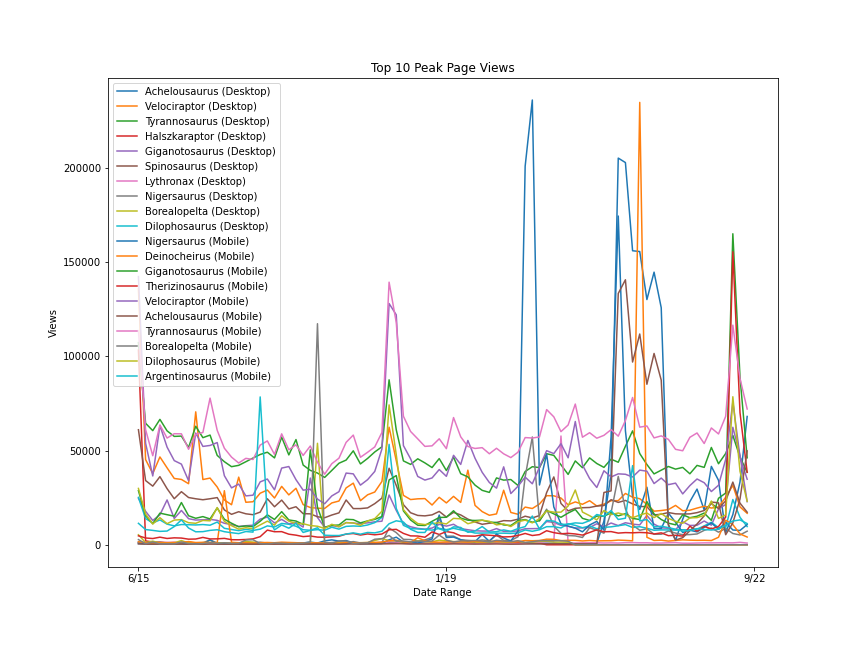 Top 10 Peak Page Views
Achelousaurus (Desktop)
Velociraptor (Desktop)
Tyrannosaurus (Desktop)
Halszkaraptor (Desktop)
Giganotosaurus (Desktop)
Spinosaurus (Desktop)
Lythronax (Desktop)
Nigersaurus (Desktop)
Borealopelta (Desktop)
Dilophosaurus (Desktop)
Nigersaurus (Mobile)
Deinocheirus (Mobile)
Giganotosaurus (Mobile)
Therizinosaurus (Mobile)
Velociraptor (Mobile)
Achelousaurus (Mobile)
Tyrannosaurus (Mobile)
Borealopelta (Mobile)
Dilophosaurus (Mobile)
Argentinosaurus (Mobile)
200000
150000
100000
50000
0
Views
6/15
1/19
9/22
Date Range